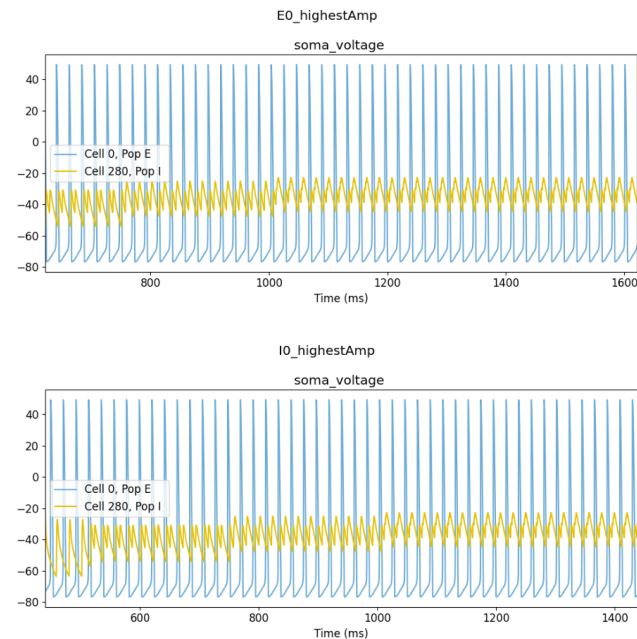 E0_highestAmp
soma_voltage
40
20
0
−20
−40
−60
−80
Cell 0, Pop E
Cell 280, Pop I
800 1000 1200 1400 1600
Time (ms)
I0_highestAmp
soma_voltage
40
20
0
−20
−40
−60
−80
Cell 0, Pop E
Cell 280, Pop I
600 800 1000 1200 1400
Time (ms)